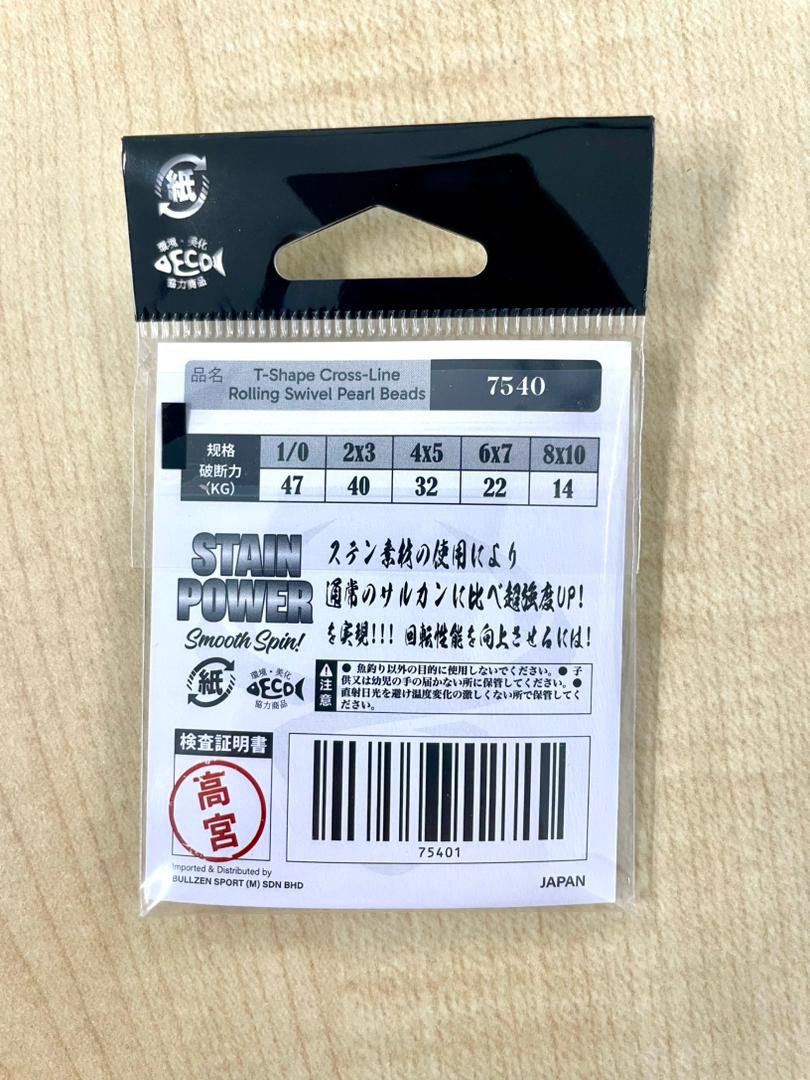 紙
環境・美化
ECO
協力商品
品名
T-Shape Cross-Line
Rolling Swivel Pearl Beads
7540
规格 1/0 2x3 4x5 6x7 8x10
破断力
(KG) 47 40 32 22 14
STAIN
POWER
Smooth Spin!
ステン素材の使用により
通常のサルカンに比べ超強度UP!
を実現!!! 回転性能を向上させるには!
紙
環境・美化
ECO
協力商品
注意
● 魚釣り以外の目的に使用しないでください。● 子
供又は幼児の手の届かない所に保管してください。●
直射日光を避け温度変化の激しくない所で保管してく
ださい。
検査証明書
高宮
75401
Imported & Distributed by
BULLZEN SPORT (M) SDN BHD
JAPAN